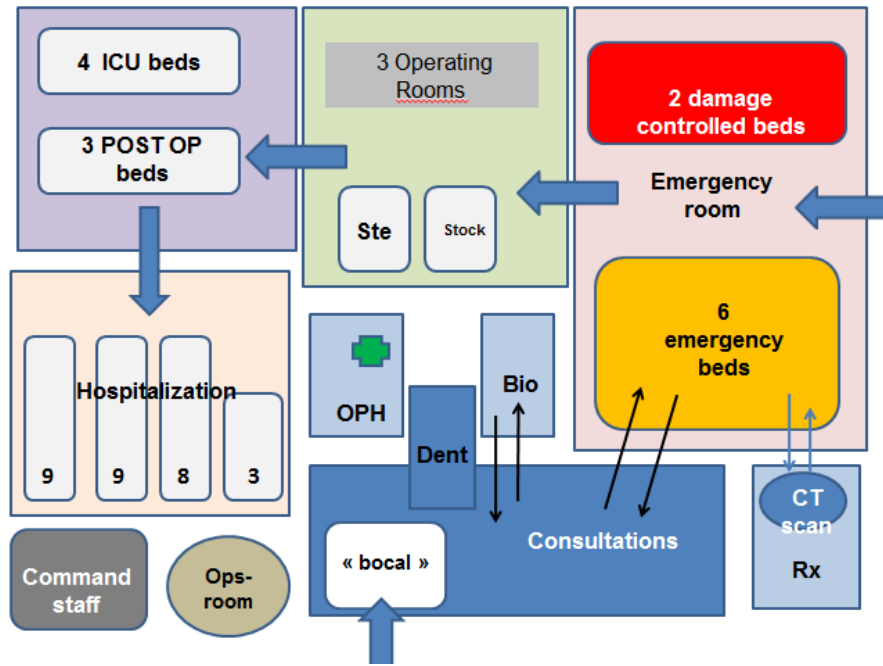 4 ICU beds
3 POST OP
beds
3 Operating
Rooms
Ste
Stock
2 damage
controlled beds
Emergency
room
6
emergency
beds
Hospitalization
9
9
8
3
OPH
Bio
Dent
Consultations
« bocal »
CT
scan
Rx
Command
staff
Ops-
room